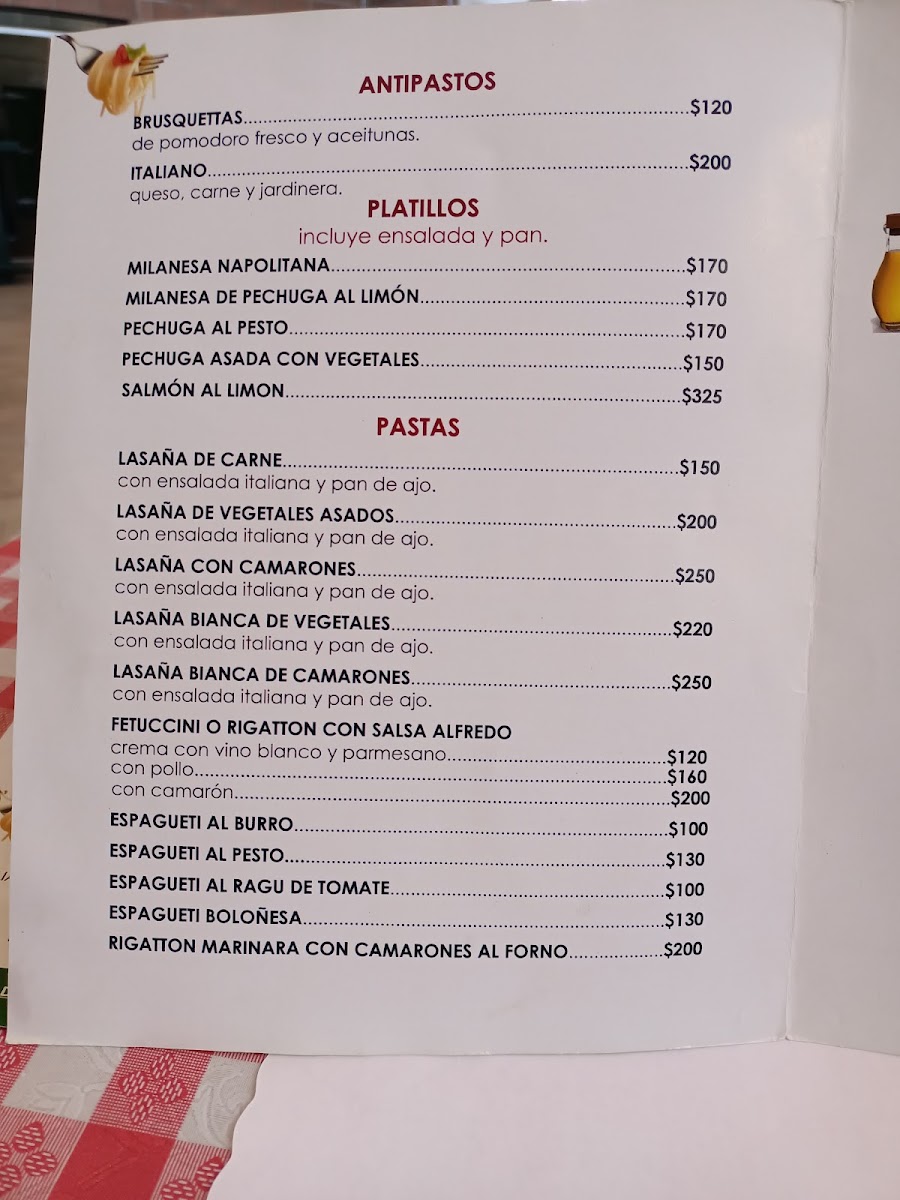 ANTIPASTOS
BRUSQUETTAS....................$120
de pomodoro fresco y aceitunas.
ITALIANO....................$200
queso, carne y jardinera.
PLATILLOS
incluye ensalada y pan.
MILANESA NAPOLITANA....................$170
MILANESA DE PECHUGA AL LIMÓN....................$170
PECHUGA AL PESTO....................$170
PECHUGA ASADA CON VEGETALES....................$150
SALMÓN AL LIMON....................$325
PASTAS
LASAÑA DE CARNE....................$150
con ensalada italiana y pan de ajo.
LASAÑA DE VEGETALES ASADOS....................$200
con ensalada italiana y pan de ajo.
LASAÑA CON CAMARONES....................$250
con ensalada italiana y pan de ajo.
LASAÑA BIANCA DE VEGETALES....................$220
con ensalada italiana y pan de ajo.
LASAÑA BIANCA DE CAMARONES....................$250
con ensalada italiana y pan de ajo.
FETUCCINI O RIGATTON CON SALSA ALFREDO
crema con vino blanco y parmesano....................$120
con pollo....................$160
con camarón....................$200
ESPAGUETI AL BURRO....................$100
ESPAGUETI AL PESTO....................$130
ESPAGUETI AL RAGU DE TOMATE....................$100
ESPAGUETI BOLOÑESA....................$130
RIGATTON MARINARA CON CAMARONES AL FORNO....................$200